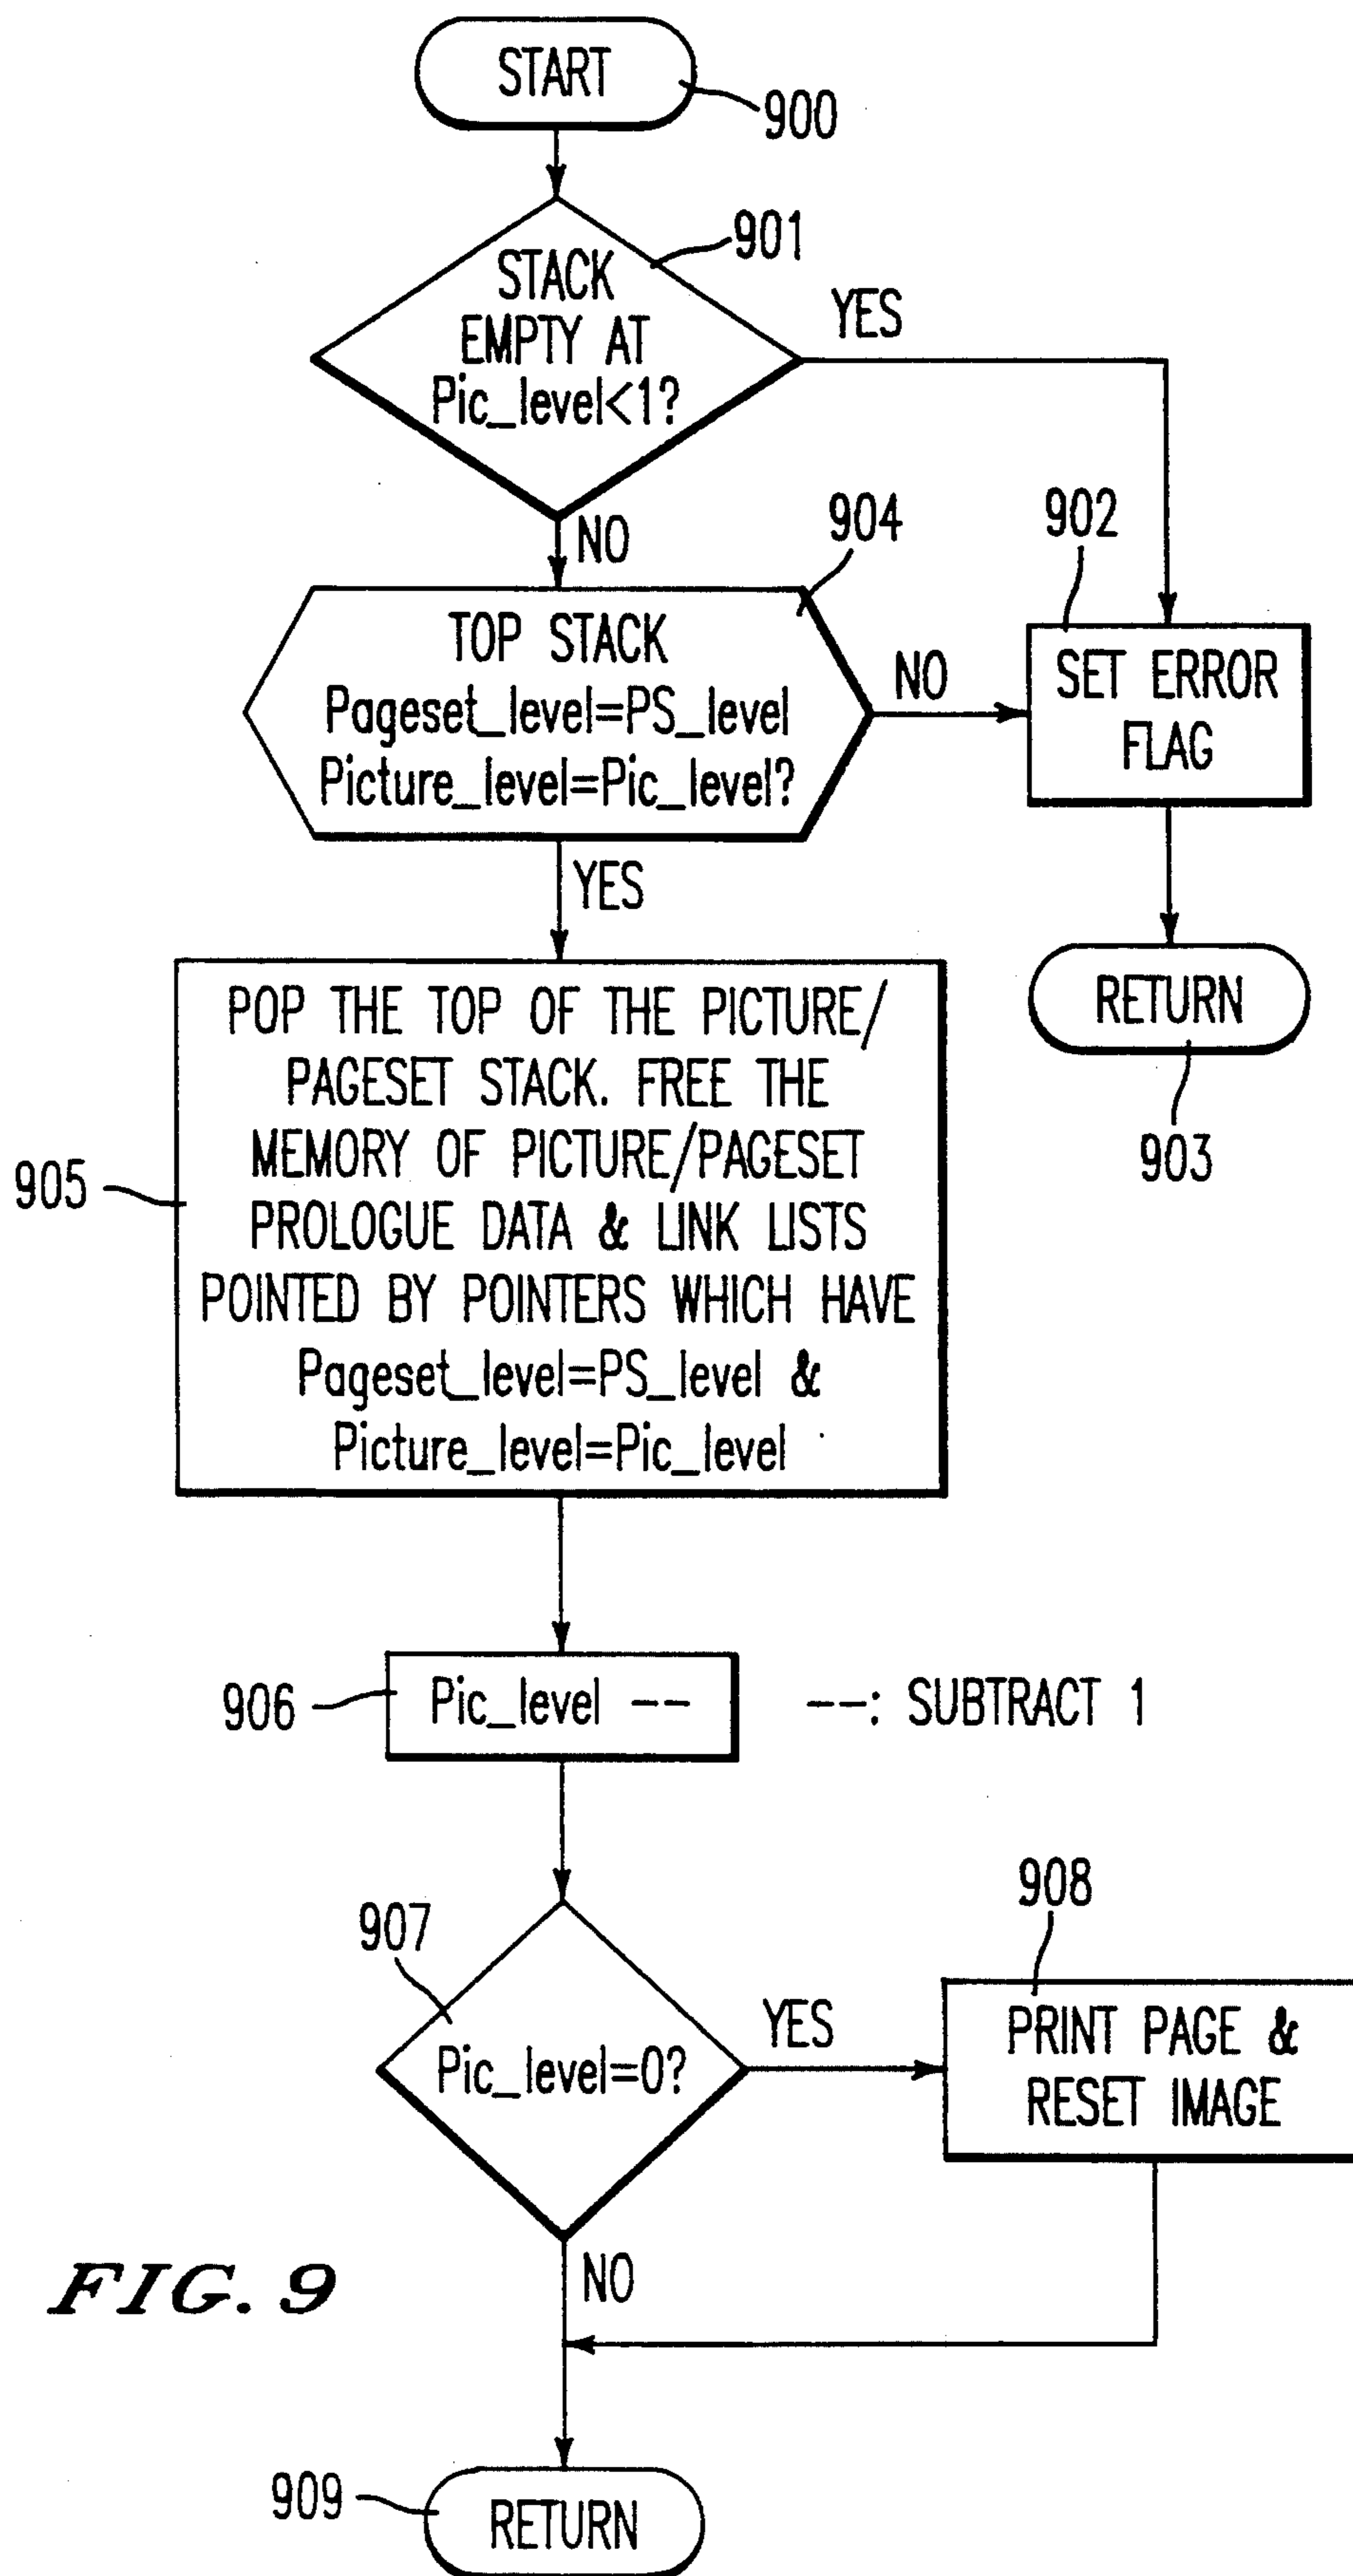 START
900
901
STACK
EMPTY AT
Pic_level<1?
YES
NO
904
902
TOP STACK
Pageset_level=PS_level
Picture_level=Pic_level?
NO
SET ERROR
FLAG
YES
RETURN
903
905
POP THE TOP OF THE PICTURE/
PAGESET STACK. FREE THE
MEMORY OF PICTURE/PAGESET
PROLOGUE DATA & LINK LISTS
POINTED BY POINTERS WHICH HAVE
Pageset_level=PS_level &
Picture_level=Pic_level
906
Pic_level --
--: SUBTRACT 1
907
Pic_level=0?
YES
908
PRINT PAGE &
RESET IMAGE
NO
FIG. 9
909
RETURN